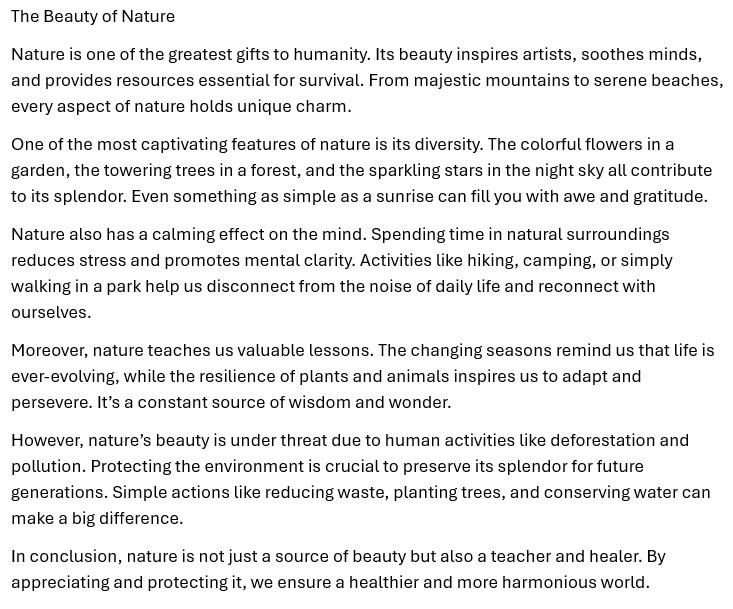 The Beauty of Nature
Nature is one of the greatest gifts to humanity. Its beauty inspires artists, soothes minds,
and provides resources essential for survival. From majestic mountains to serene beaches,
every aspect of nature holds unique charm.
One of the most captivating features of nature is its diversity. The colorful flowers in a
garden, the towering trees in a forest, and the sparkling stars in the night sky all contribute
to its splendor. Even something as simple as a sunrise can fill you with awe and gratitude.
Nature also has a calming effect on the mind. Spending time in natural surroundings
reduces stress and promotes mental clarity. Activities like hiking, camping, or simply
walking in a park help us disconnect from the noise of daily life and reconnect with
ourselves.
Moreover, nature teaches us valuable lessons. The changing seasons remind us that life is
ever-evolving, while the resilience of plants and animals inspires us to adapt and
persevere. It’s a constant source of wisdom and wonder.
However, nature’s beauty is under threat due to human activities like deforestation and
pollution. Protecting the environment is crucial to preserve its splendor for future
generations. Simple actions like reducing waste, planting trees, and conserving water can
make a big difference.
In conclusion, nature is not just a source of beauty but also a teacher and healer. By
appreciating and protecting it, we ensure a healthier and more harmonious world.